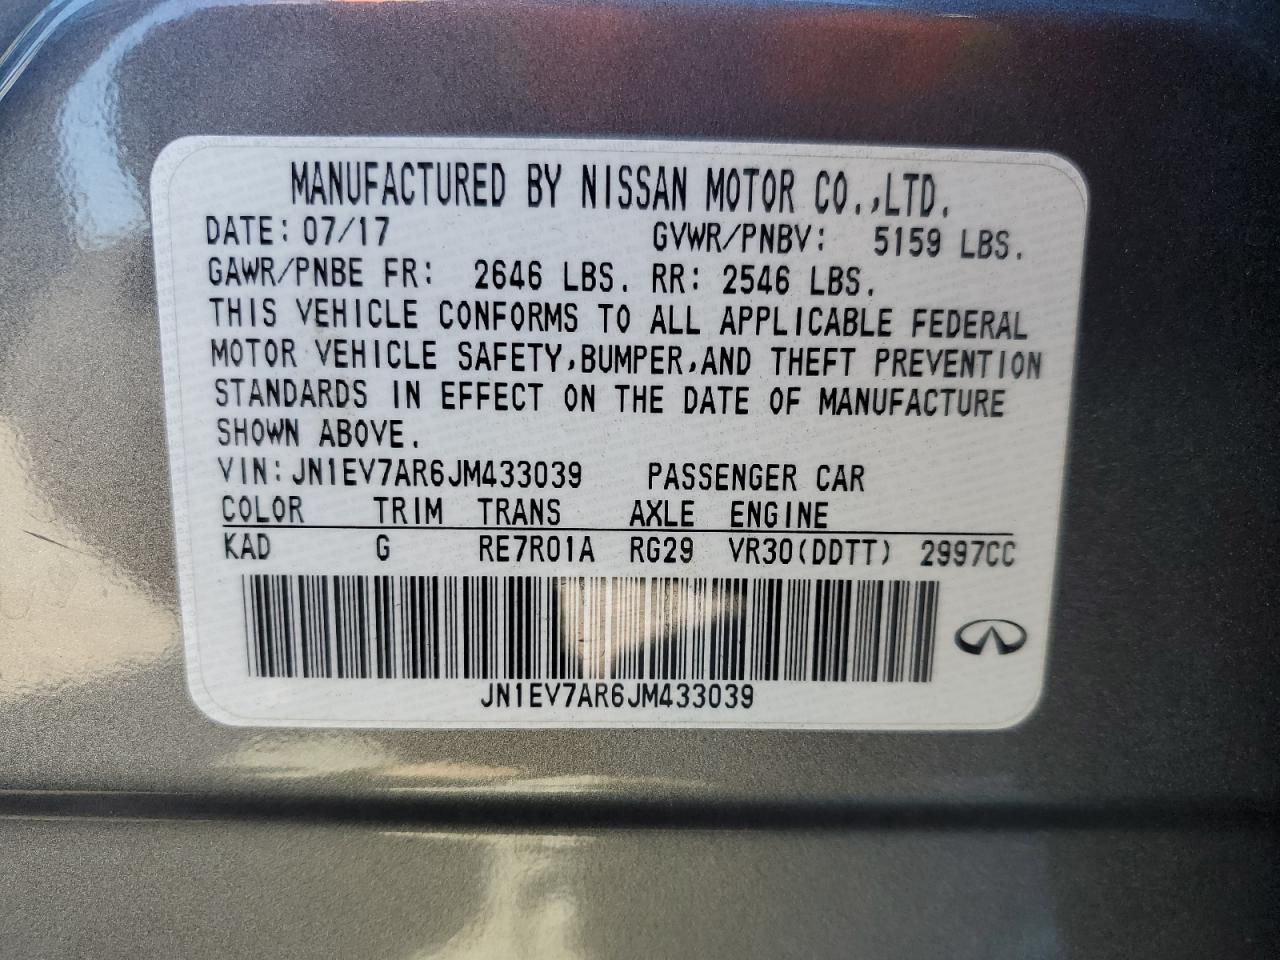 MANUFACTURED BY NISSAN MOTOR CO.,LTD.
DATE: 07/17 GVWR/PNBV: 5159 LBS.
GAWR/PNBE FR: 2646 LBS. RR: 2546 LBS.
THIS VEHICLE CONFORMS TO ALL APPLICABLE FEDERAL
MOTOR VEHICLE SAFETY,BUMPER,AND THEFT PREVENTION
STANDARDS IN EFFECT ON THE DATE OF MANUFACTURE
SHOWN ABOVE.
VIN:JN1EV7AR6JM433039 PASSENGER CAR
COLOR TRIM TRANS AXLE ENGINE
KAD G RE7R01A RG29 VR30(DDTT) 2997CC
JN1EV7AR6JM433039